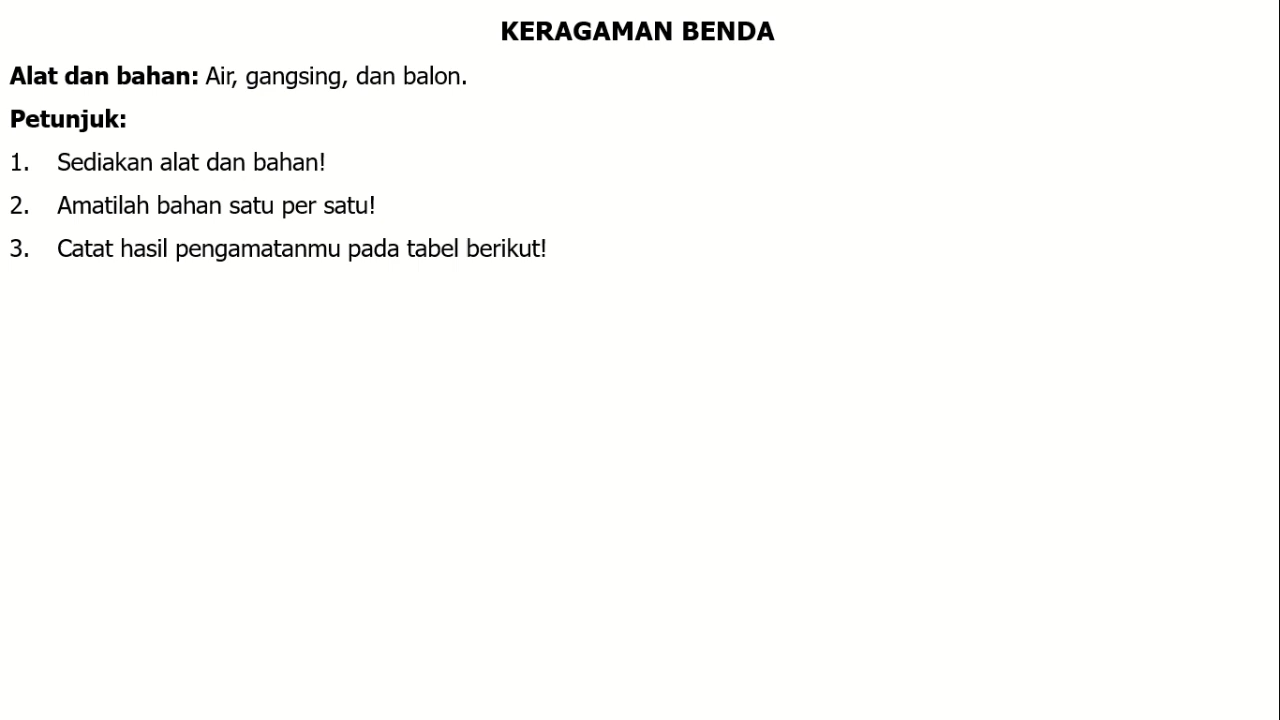 KERAGAMAN BENDA
Alat dan bahan: Air, gangsing, dan balon.
Petunjuk:
1. Sediakan alat dan bahan!
2. Amatilah bahan satu per satu!
3. Catat hasil pengamatanmu pada tabel berikut!